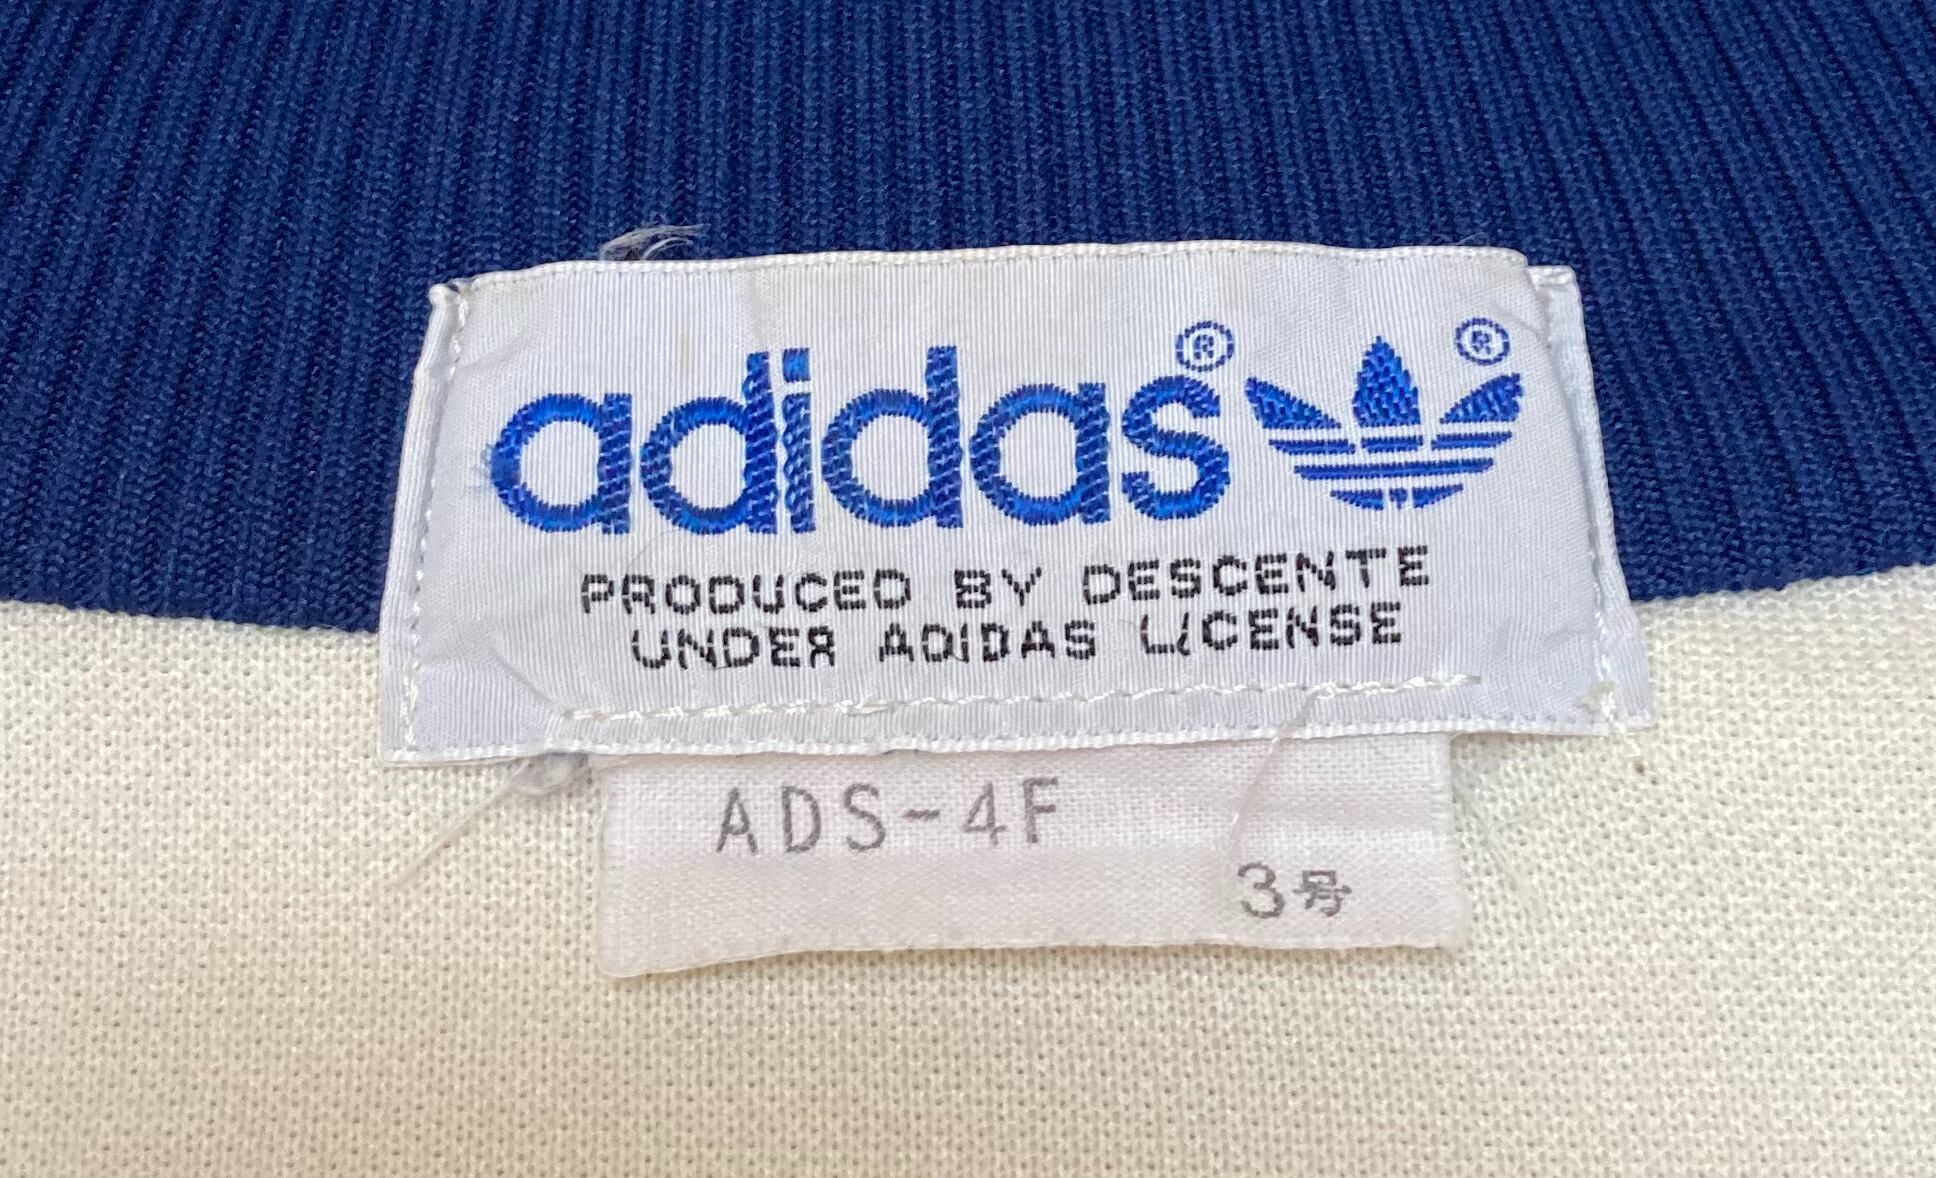 adidas® ®
PRODUCED BY DESCENTE
UNDER ADIDAS LICENSE
ADS-4F
3号